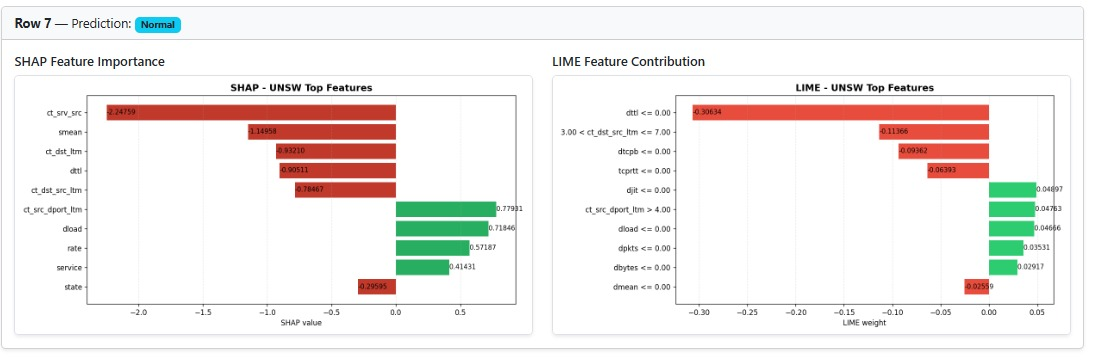 Row 7 — Prediction: Normal
SHAP Feature Importance
SHAP - UNSW Top Features
ct_srv_src
-2.24759
smean
-1.14958
ct_dst_ltm
-0.93210
dttl
-0.90511
ct_dst_src_ltm
-0.78467
ct_src_dport_ltm
0.77931
dload
0.71846
rate
0.57187
service
0.41431
state
-0.29595
−2.0 −1.5 −1.0 −0.5 0.0 0.5
SHAP value
LIME Feature Contribution
LIME - UNSW Top Features
dttl <= 0.00
-0.30634
3.00 < ct_dst_src_ltm <= 7.00
-0.11366
dtcpb <= 0.00
-0.09362
tcprtt <= 0.00
-0.06393
djit <= 0.00
0.04897
ct_src_dport_ltm > 4.00
0.04763
dload <= 0.00
0.04666
dpkts <= 0.00
0.03531
dbytes <= 0.00
0.02917
dmean <= 0.00
-0.02559
−0.30 −0.25 −0.20 −0.15 −0.10 −0.05 0.00 0.05
LIME weight